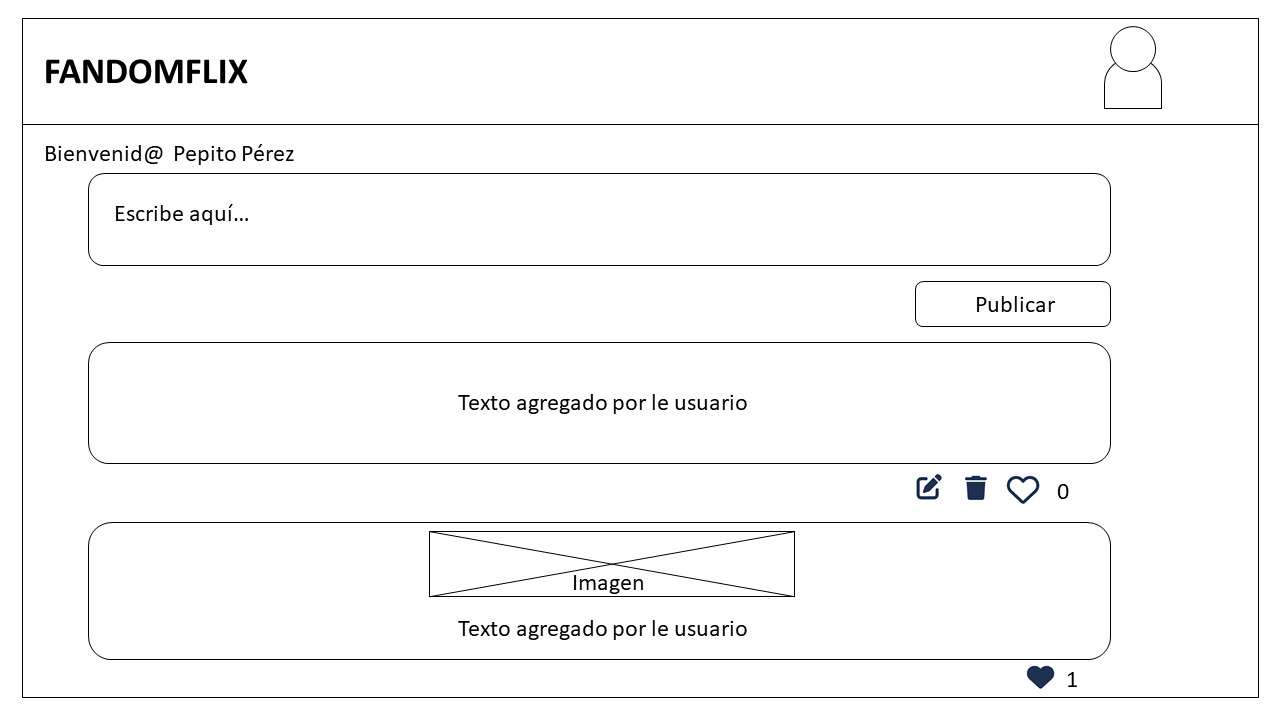 FANDOMFLIX
Bienvenid@ Pepito Pérez
Escribe aquí...
Publicar
Texto agregado por le usuario
0
Imagen
Texto agregado por le usuario
1